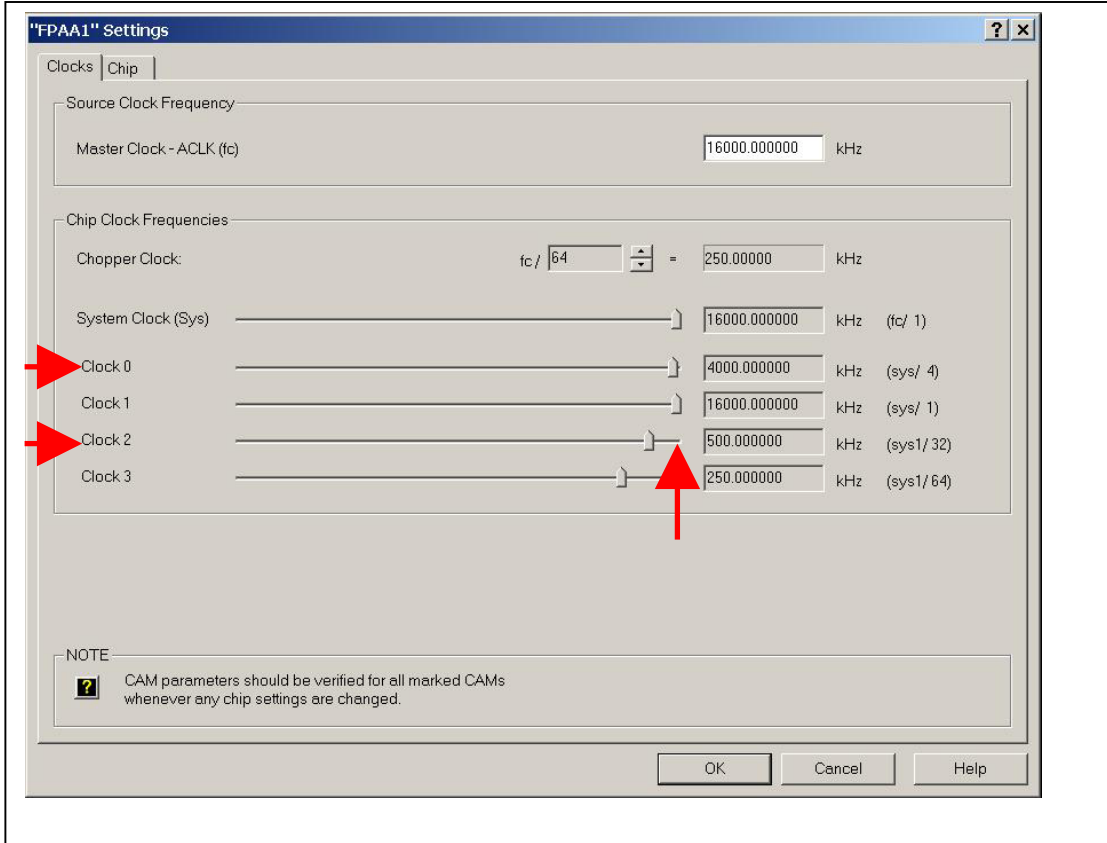 "FPAA1" Settings
Clocks Chip
Source Clock Frequency
Master Clock - ACLK (fc) 16000.000000 kHz
Chip Clock Frequencies
Chopper Clock: fc / 64 = 250.00000 kHz
System Clock (Sys) 16000.000000 kHz (fc/ 1)
Clock 0 4000.000000 kHz (sys/ 4)
Clock 1 16000.000000 kHz (sys/ 1)
Clock 2 500.000000 kHz (sys1/ 32)
Clock 3 250.000000 kHz (sys1/ 64)
NOTE
CAM parameters should be verified for all marked CAMs
whenever any chip settings are changed.
OK Cancel Help